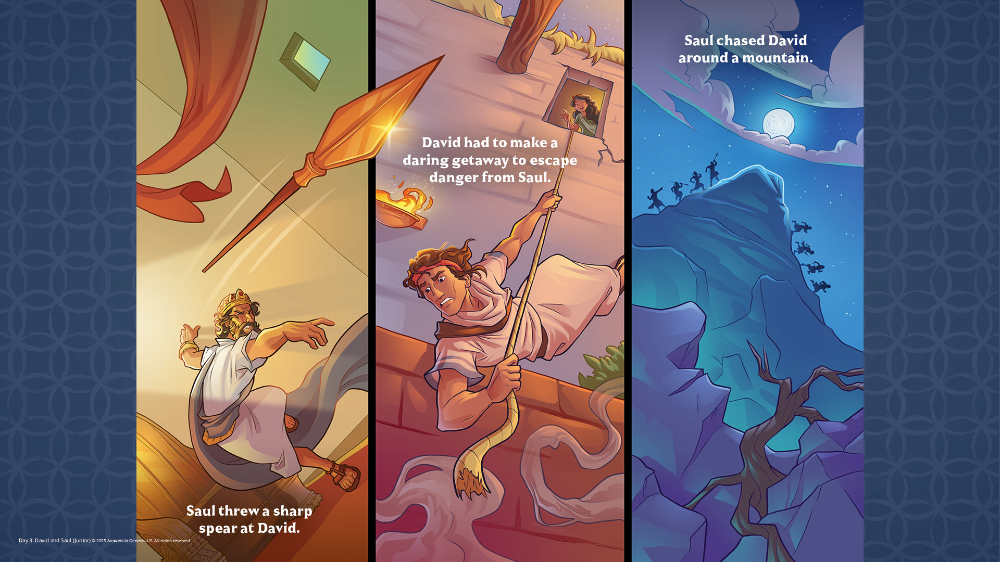 Saul threw a sharp
spear at David.
David had to make a
daring getaway to escape
danger from Saul.
Saul chased David
around a mountain.
Day 3: David and Saul (Junior) © 2025 Answers in Genesis–US. All rights reserved.